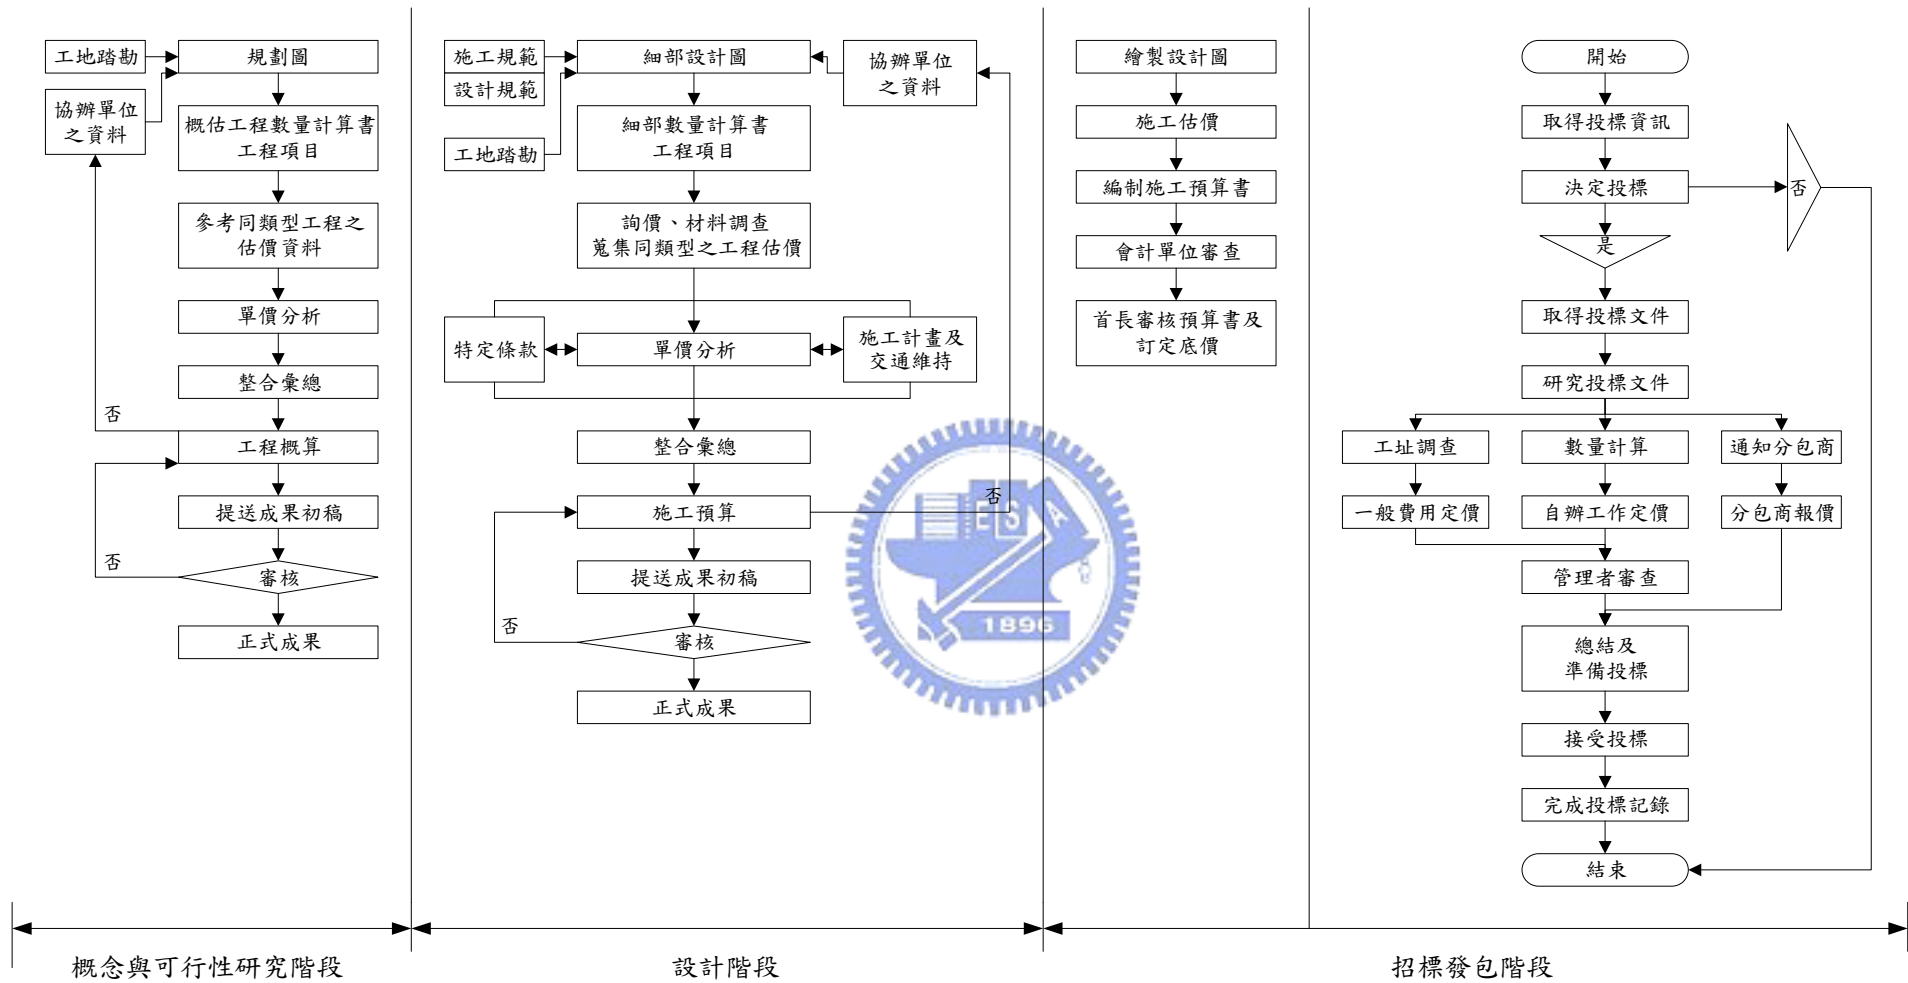 工地踏勘
規劃圖
協辦單位
之資料
概估工程數量計算書
工程項目
參考同類型工程之
估價資料
單價分析
整合彙總
否
工程概算
提送成果初稿
否
審核
正式成果
概念與可行性研究階段
施工規範
設計規範
細部設計圖
協辦單位
之資料
工地踏勘
細部數量計算書
工程項目
詢價、材料調查
蒐集同類型之工程估價
特定條款
單價分析
施工計畫及
交通維持
整合彙總
施工預算
否
提送成果初稿
否
審核
正式成果
設計階段
繪製設計圖
施工估價
編制施工預算書
會計單位審查
首長審核預算書及
訂定底價
開始
取得投標資訊
決定投標
否
是
取得投標文件
研究投標文件
工址調查
數量計算
通知分包商
一般費用定價
自辦工作定價
分包商報價
管理者審查
總結及
準備投標
接受投標
完成投標記錄
結束
招標發包階段
ESA
1896